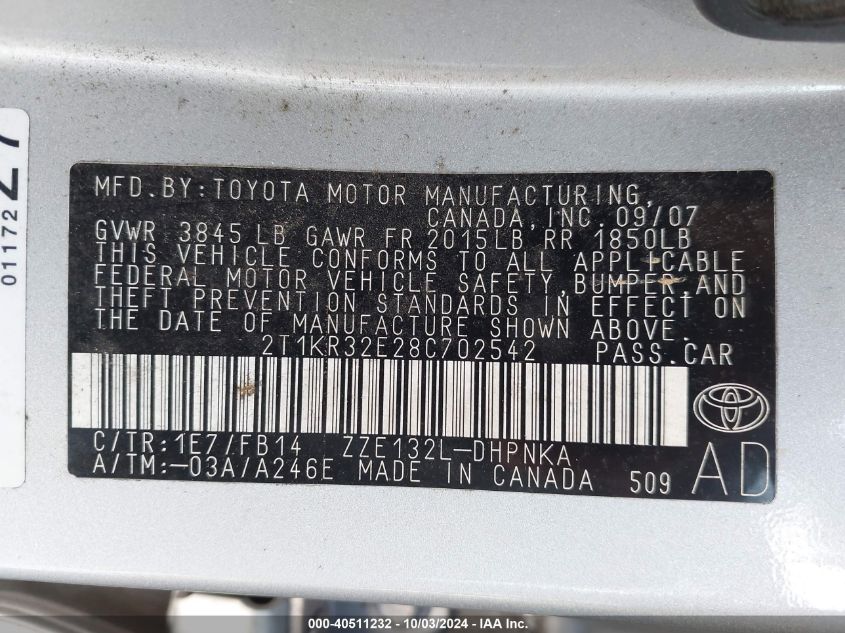 MFD.BY:TOYOTA MOTOR MANUFACTURING,
CANADA,INC. 09/07
GVWR 3845 LB GAWR FR 2015LB RR 1850LB
THIS VEHICLE CONFORMS TO ALL APPLICABLE
FEDERAL MOTOR VEHICLE SAFETY,BUMPER,AND
THEFT PREVENTION STANDARDS IN EFFECT ON
THE DATE OF MANUFACTURE SHOWN ABOVE.
2T1KR32E28C702542 PASS.CAR
C/TR:1E7/FB14 ZZE132L-DHPNKA
A/TM:-03A/A246E MADE IN CANADA 509
AD
01172
000-40511232 - 10/03/2024 - IAA Inc.